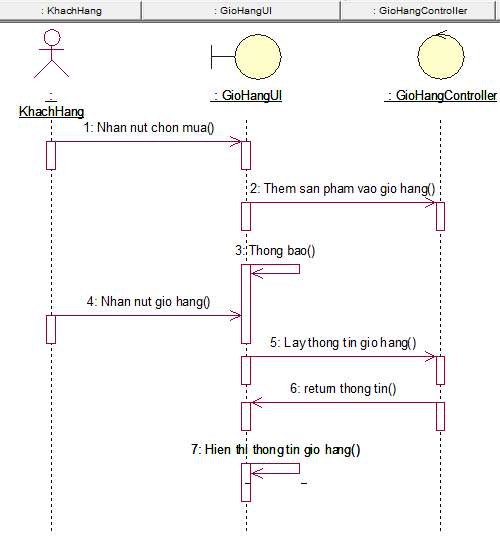 : KhachHang
: GioHangUI
: GioHangController
:
KhachHang
: GioHangUI
: GioHangController
1: Nhan nut chon mua()
2: Them san pham vao gio hang()
3: Thong bao()
4: Nhan nut gio hang()
5: Lay thong tin gio hang()
6: return thong tin()
7: Hien thi thong tin gio hang()